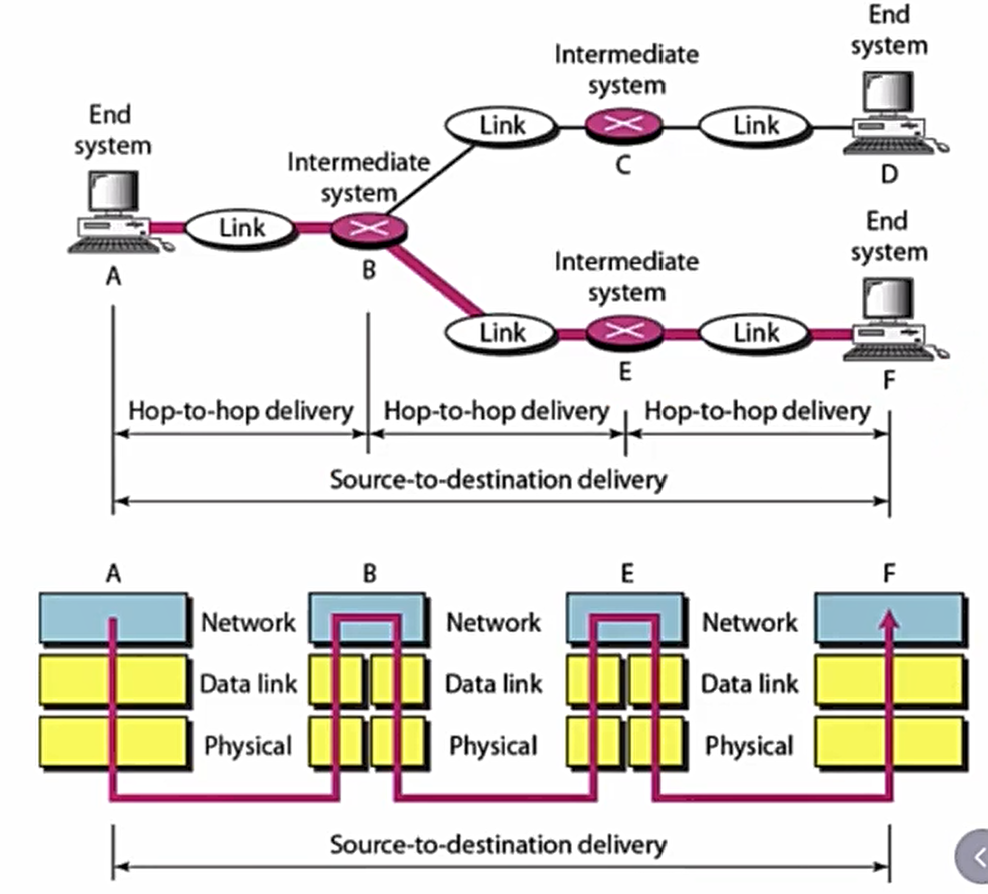 End
system
Intermediate
system
Link
Link
C
D
End
system
Intermediate
system
Link
A
B
End
system
Intermediate
system
Link
Link
E
F
Hop-to-hop delivery
Hop-to-hop delivery
Hop-to-hop delivery
Source-to-destination delivery
A
B
E
F
Network
Network
Network
Data link
Data link
Data link
Physical
Physical
Physical
Source-to-destination delivery